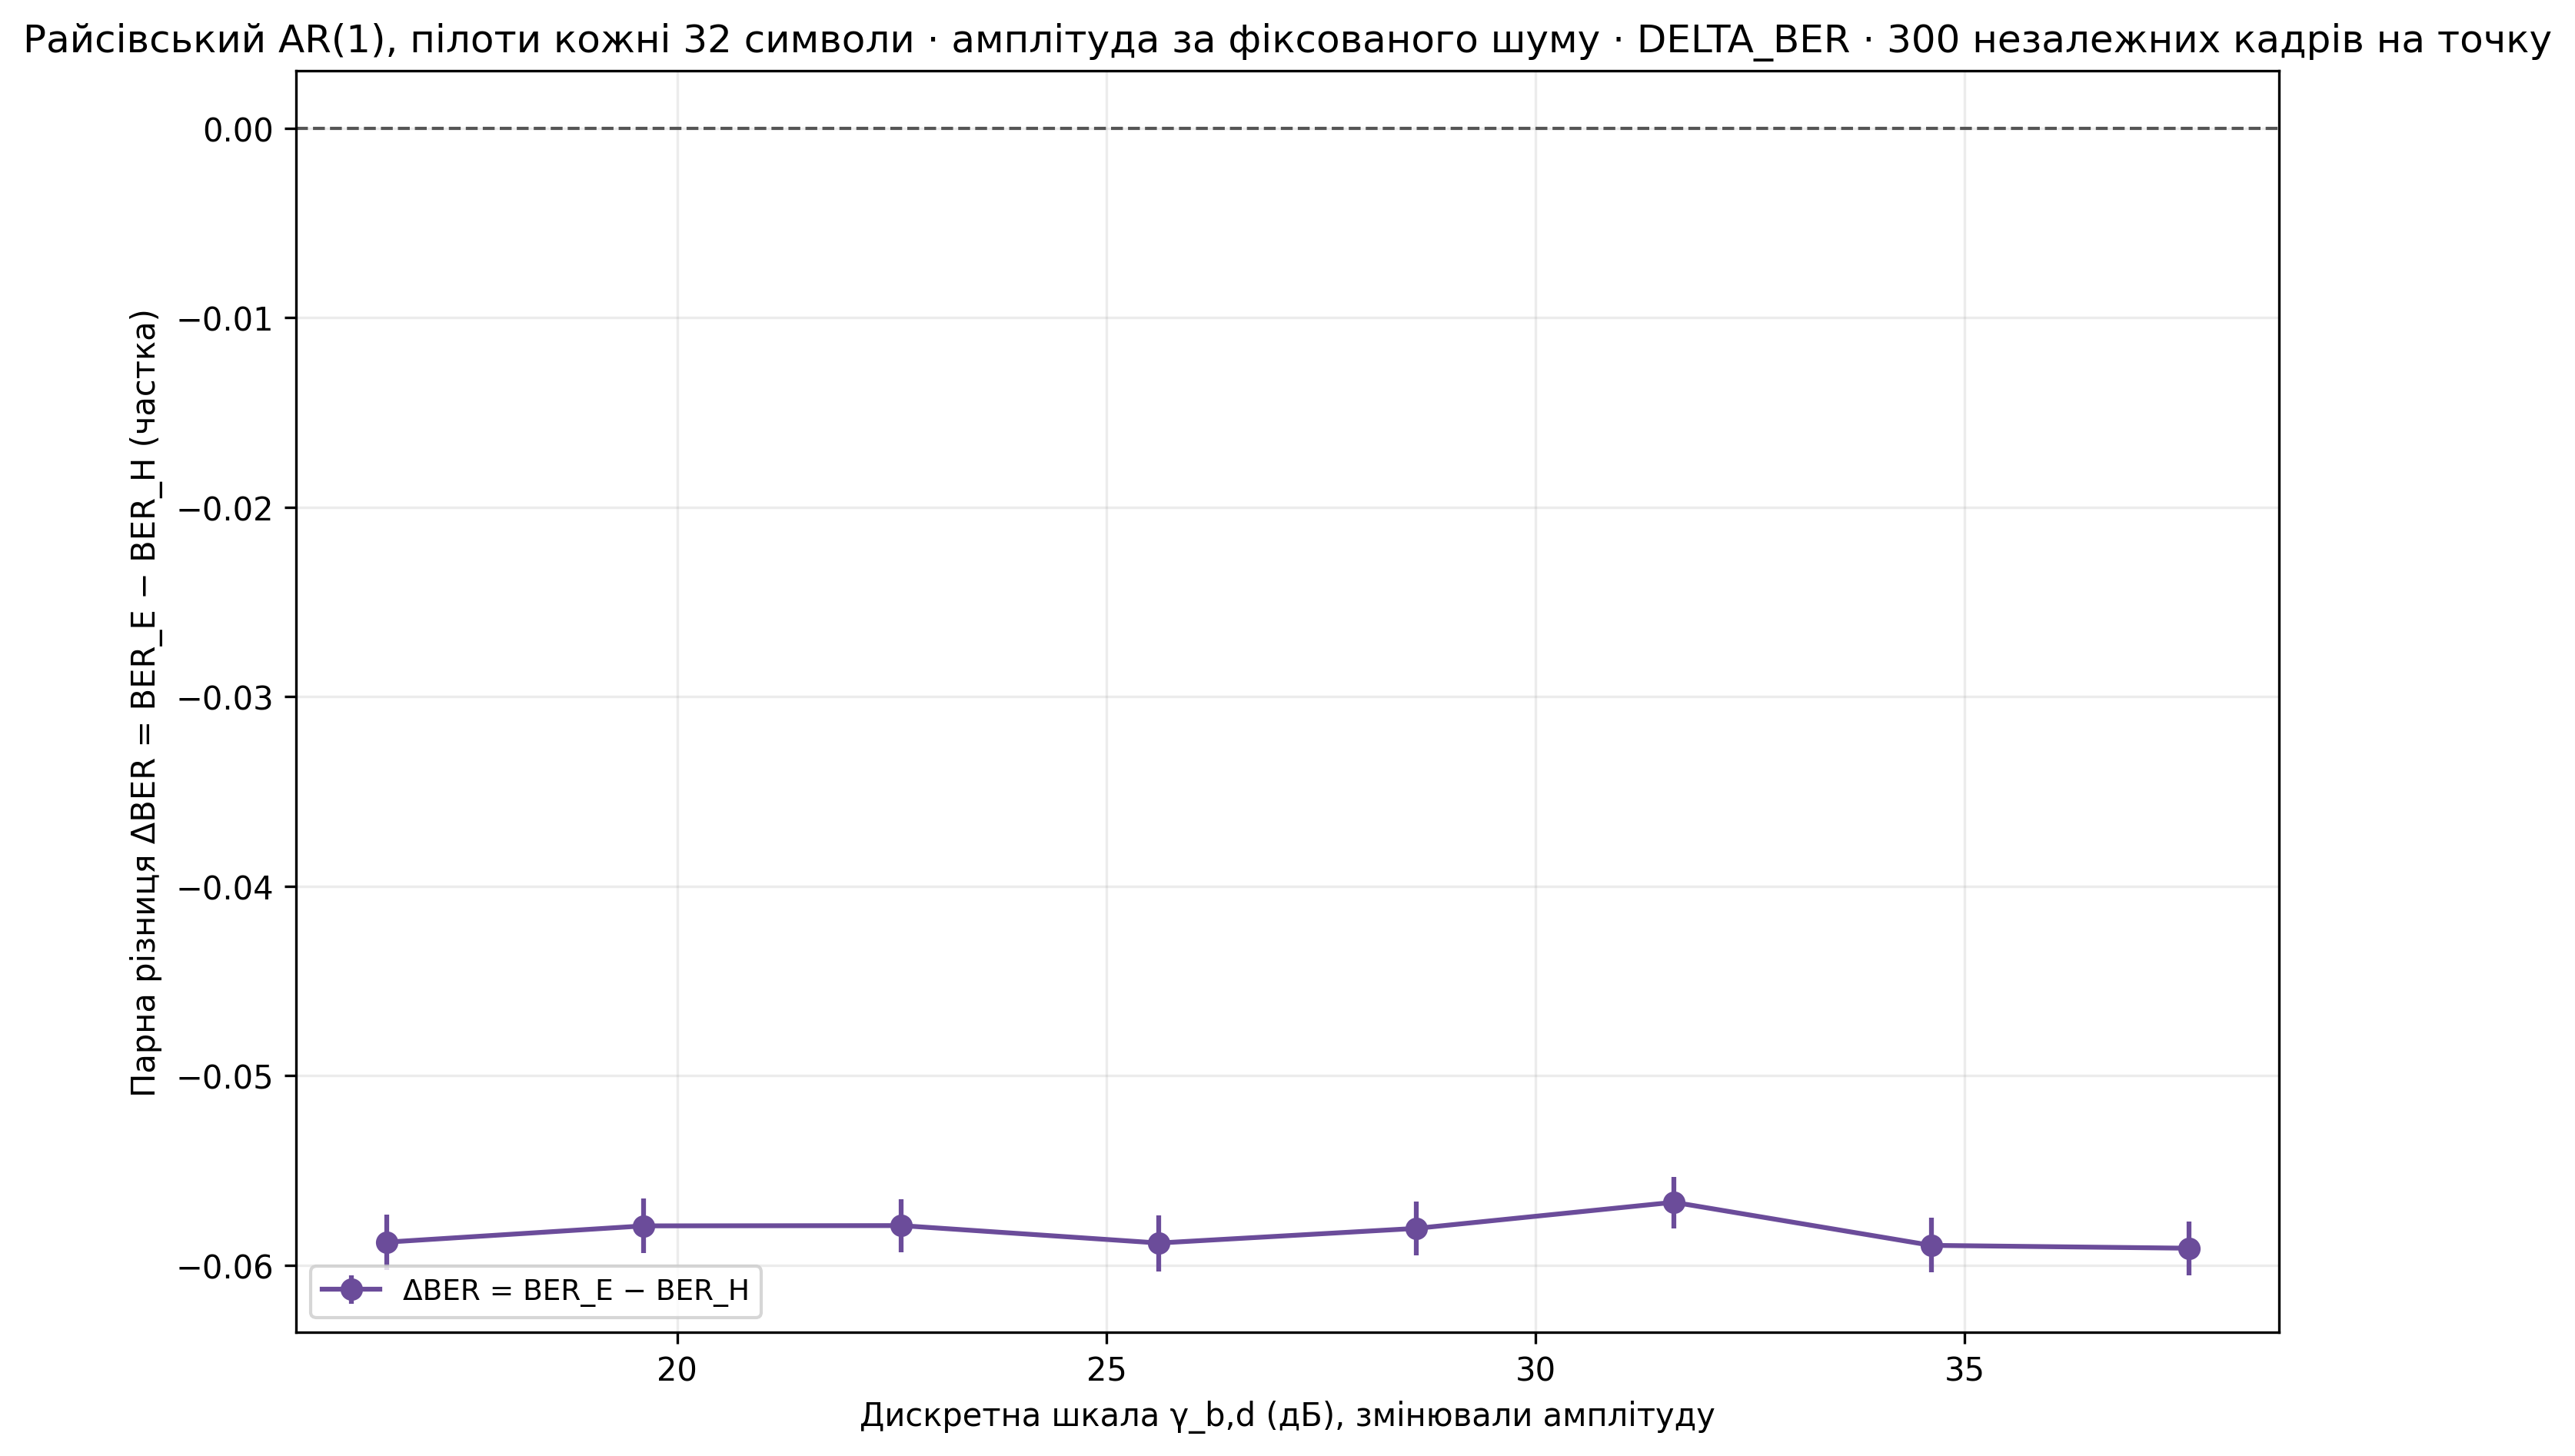 Райсівський AR(1), пілоти кожні 32 символи · амплітуда за фіксованого шуму · DELTA_BER · 300 незалежних кадрів на точку
Парна різниця ΔBER = BER_E − BER_H (частка)
0.00
−0.01
−0.02
−0.03
−0.04
−0.05
−0.06
ΔBER = BER_E − BER_H
20
25
30
35
Дискретна шкала γ_b,d (дБ), змінювали амплітуду